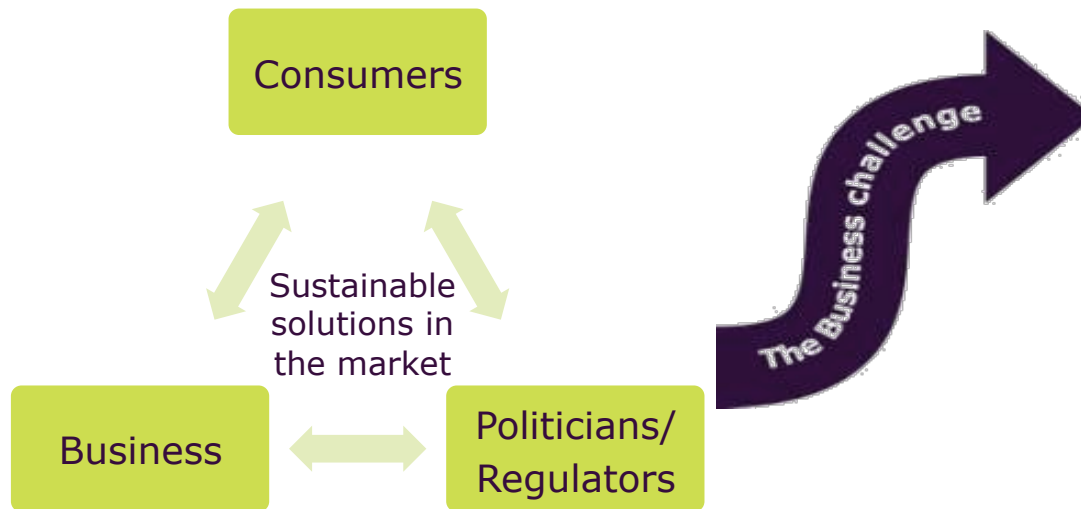 Consumers
Sustainable
solutions in
the market
Business
Politicians/
Regulators
The Business challenge